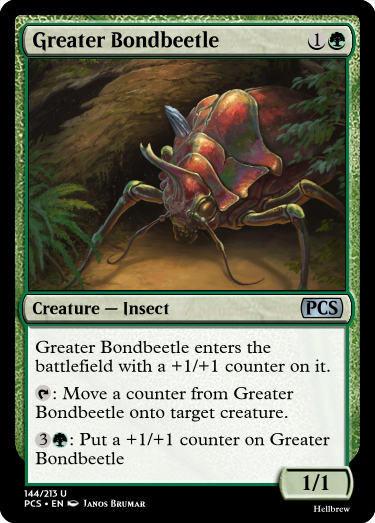 Greater Bondbeetle 1
Creature — Insect PCS
Greater Bondbeetle enters the
battlefield with a +1/+1 counter on it.
: Move a counter from Greater
Bondbeetle onto target creature.
3 : Put a +1/+1 counter on Greater
Bondbeetle
1/1
144/213 U
PCS • EN Janos Brumar
Hellbrew